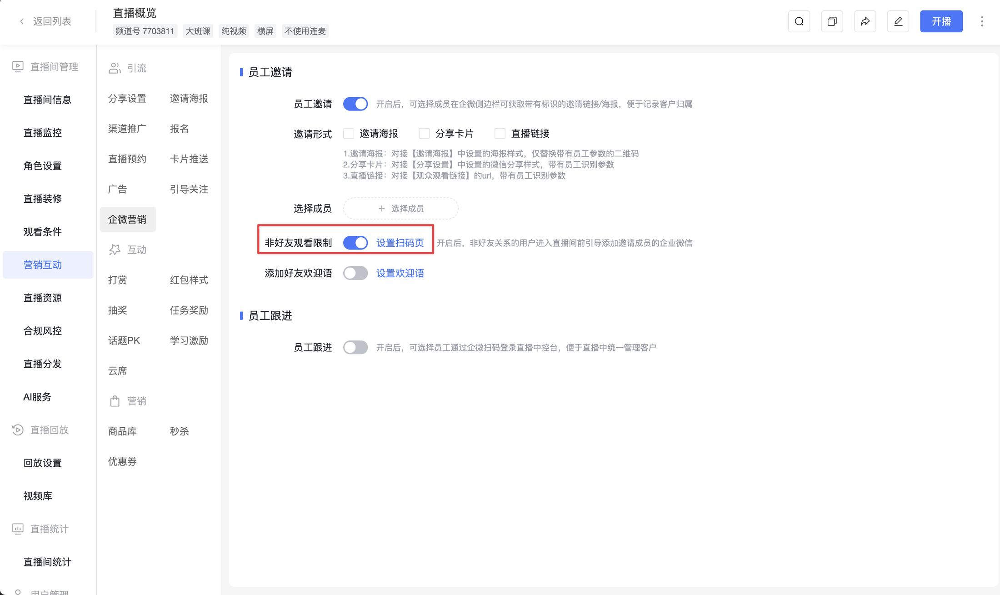 返回列表
直播概览
频道号 7703811 大班课 纯视频 横屏 不使用连麦
开播
直播间管理
直播间信息
直播监控
角色设置
直播装修
观看条件
营销互动
直播资源
合规风控
直播分发
AI服务
直播回放
回放设置
视频库
直播统计
直播间统计
用户管理
引流
分享设置 邀请海报
渠道推广 报名
直播预约 卡片推送
广告 引导关注
企微营销
互动
打赏 红包样式
抽奖 任务奖励
话题PK 学习激励
云席
营销
商品库 秒杀
优惠券
员工邀请
员工邀请 开启后，可选择成员在企微侧边栏可获取带有标识的邀请链接/海报，便于记录客户归属
邀请形式 邀请海报 分享卡片 直播链接
1.邀请海报：对接【邀请海报】中设置的海报样式，仅替换带有员工参数的二维码
2.分享卡片：对接【分享设置】中设置的微信分享样式，带有员工识别参数
3.直播链接：对接【观众观看链接】的url，带有员工识别参数
选择成员 + 选择成员
非好友观看限制 设置扫码页 开启后，非好友关系的用户进入直播间前引导添加邀请成员的企业微信
添加好友欢迎语 设置欢迎语
员工跟进
员工跟进 开启后，可选择员工通过企微扫码登录直播中控台，便于直播中统一管理客户